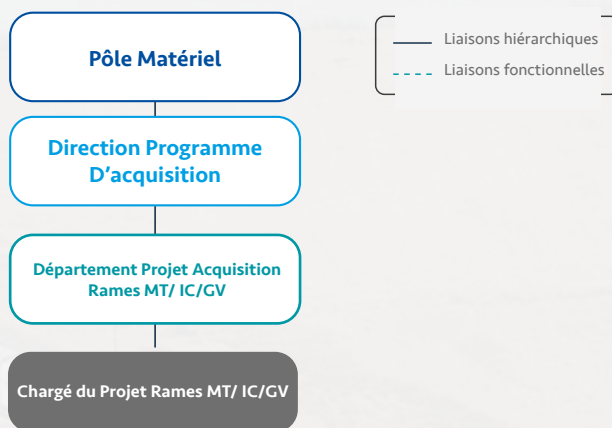 Pôle Matériel
Liaisons hiérarchiques
Liaisons fonctionnelles
Direction Programme
D’acquisition
Département Projet Acquisition
Rames MT/ IC/GV
Chargé du Projet Rames MT/ IC/GV